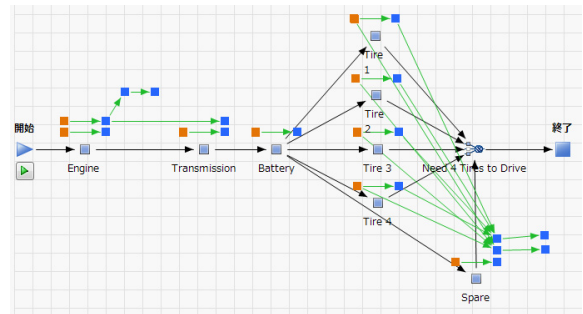 Tire
1
Tire
2
開始
終了
Engine
Transmission
Battery
Tire 3
Need 4 Tires to Drive
Tire 4
Spare